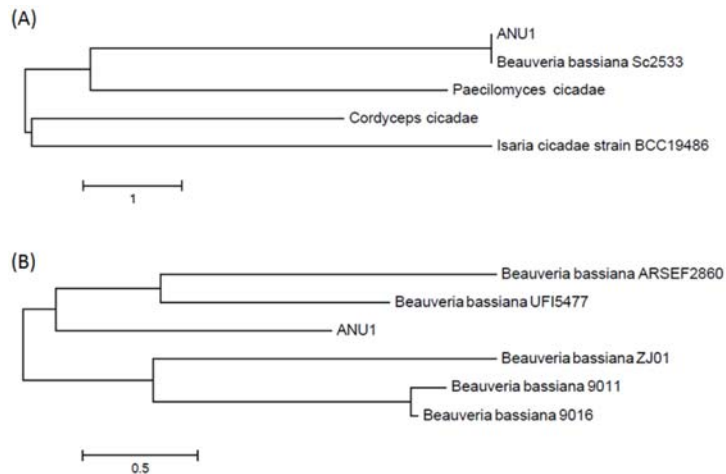 (A)
ANU1
Beauveria bassiana Sc2533
Paecilomyces cicadae
Cordyceps cicadae
Isaria cicadae strain BCC19486
1
(B)
Beauveria bassiana ARSEF2860
Beauveria bassiana UFI5477
ANU1
Beauveria bassiana ZJ01
Beauveria bassiana 9011
Beauveria bassiana 9016
0.5